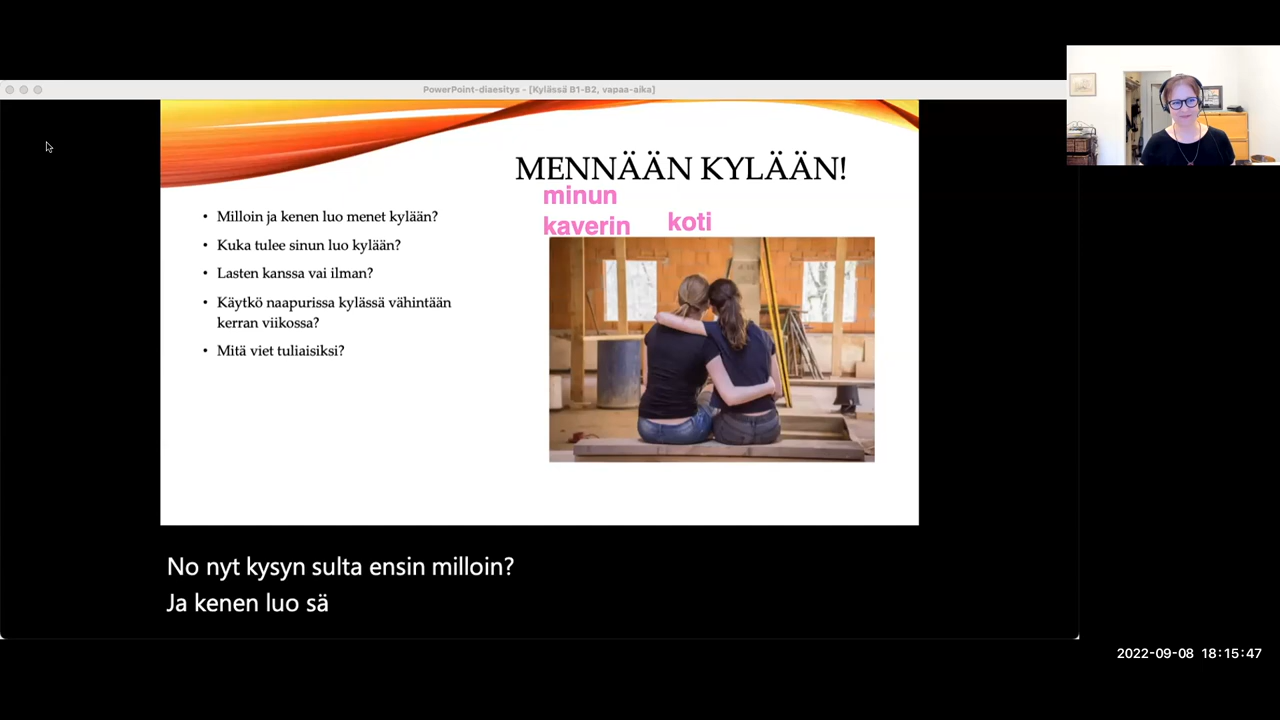 PowerPoint-diaesitys - [Kylässä B1-B2, vapaa-aika]
MENNÄÄN KYLÄÄN!
minun
kaverin koti
• Milloin ja kenen luo menet kylään?
• Kuka tulee sinun luo kylään?
• Lasten kanssa vai ilman?
• Käytkö naapurissa kylässä vähintään
kerran viikossa?
• Mitä viet tuliaisiksi?
No nyt kysyn sulta ensin milloin?
Ja kenen luo sä
2022-09-08 18:15:47